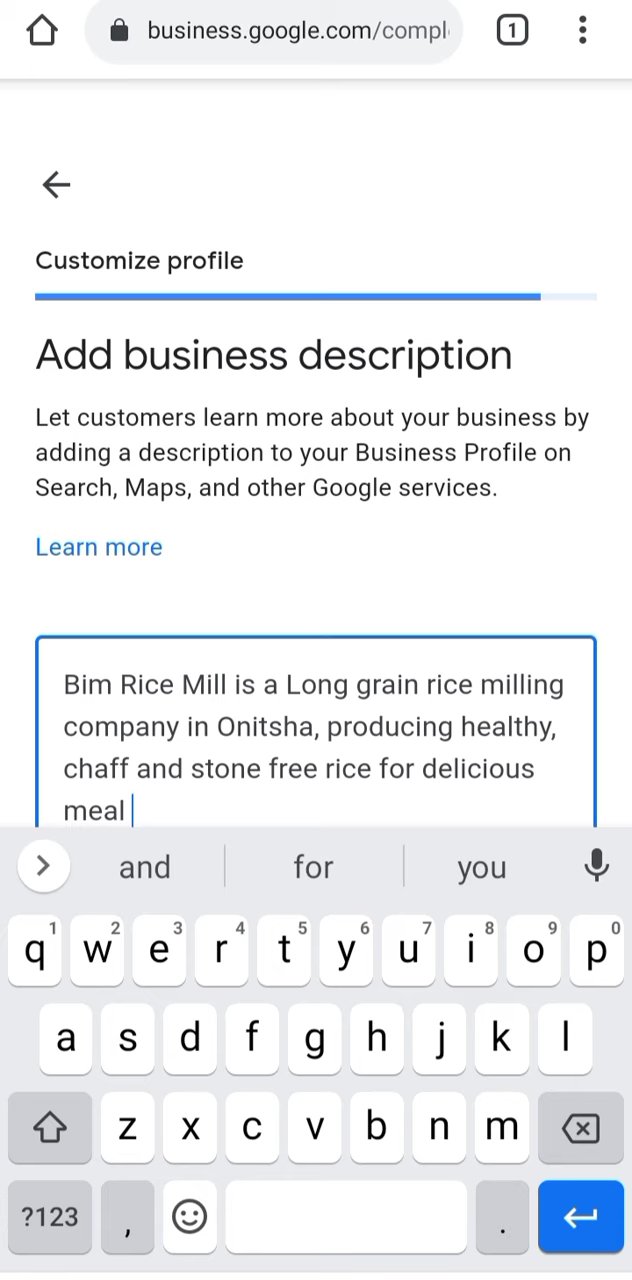 business.google.com/compl
1
Customize profile
Add business description
Let customers learn more about your business by
adding a description to your Business Profile on
Search, Maps, and other Google services.
Learn more
Bim Rice Mill is a Long grain rice milling
company in Onitsha, producing healthy,
chaff and stone free rice for delicious
meal
and for you
1 2 3 4 5 6 7 8 9 0
q w e r t y u i o p
a s d f g h j k l
z x c v b n m
?123 , .